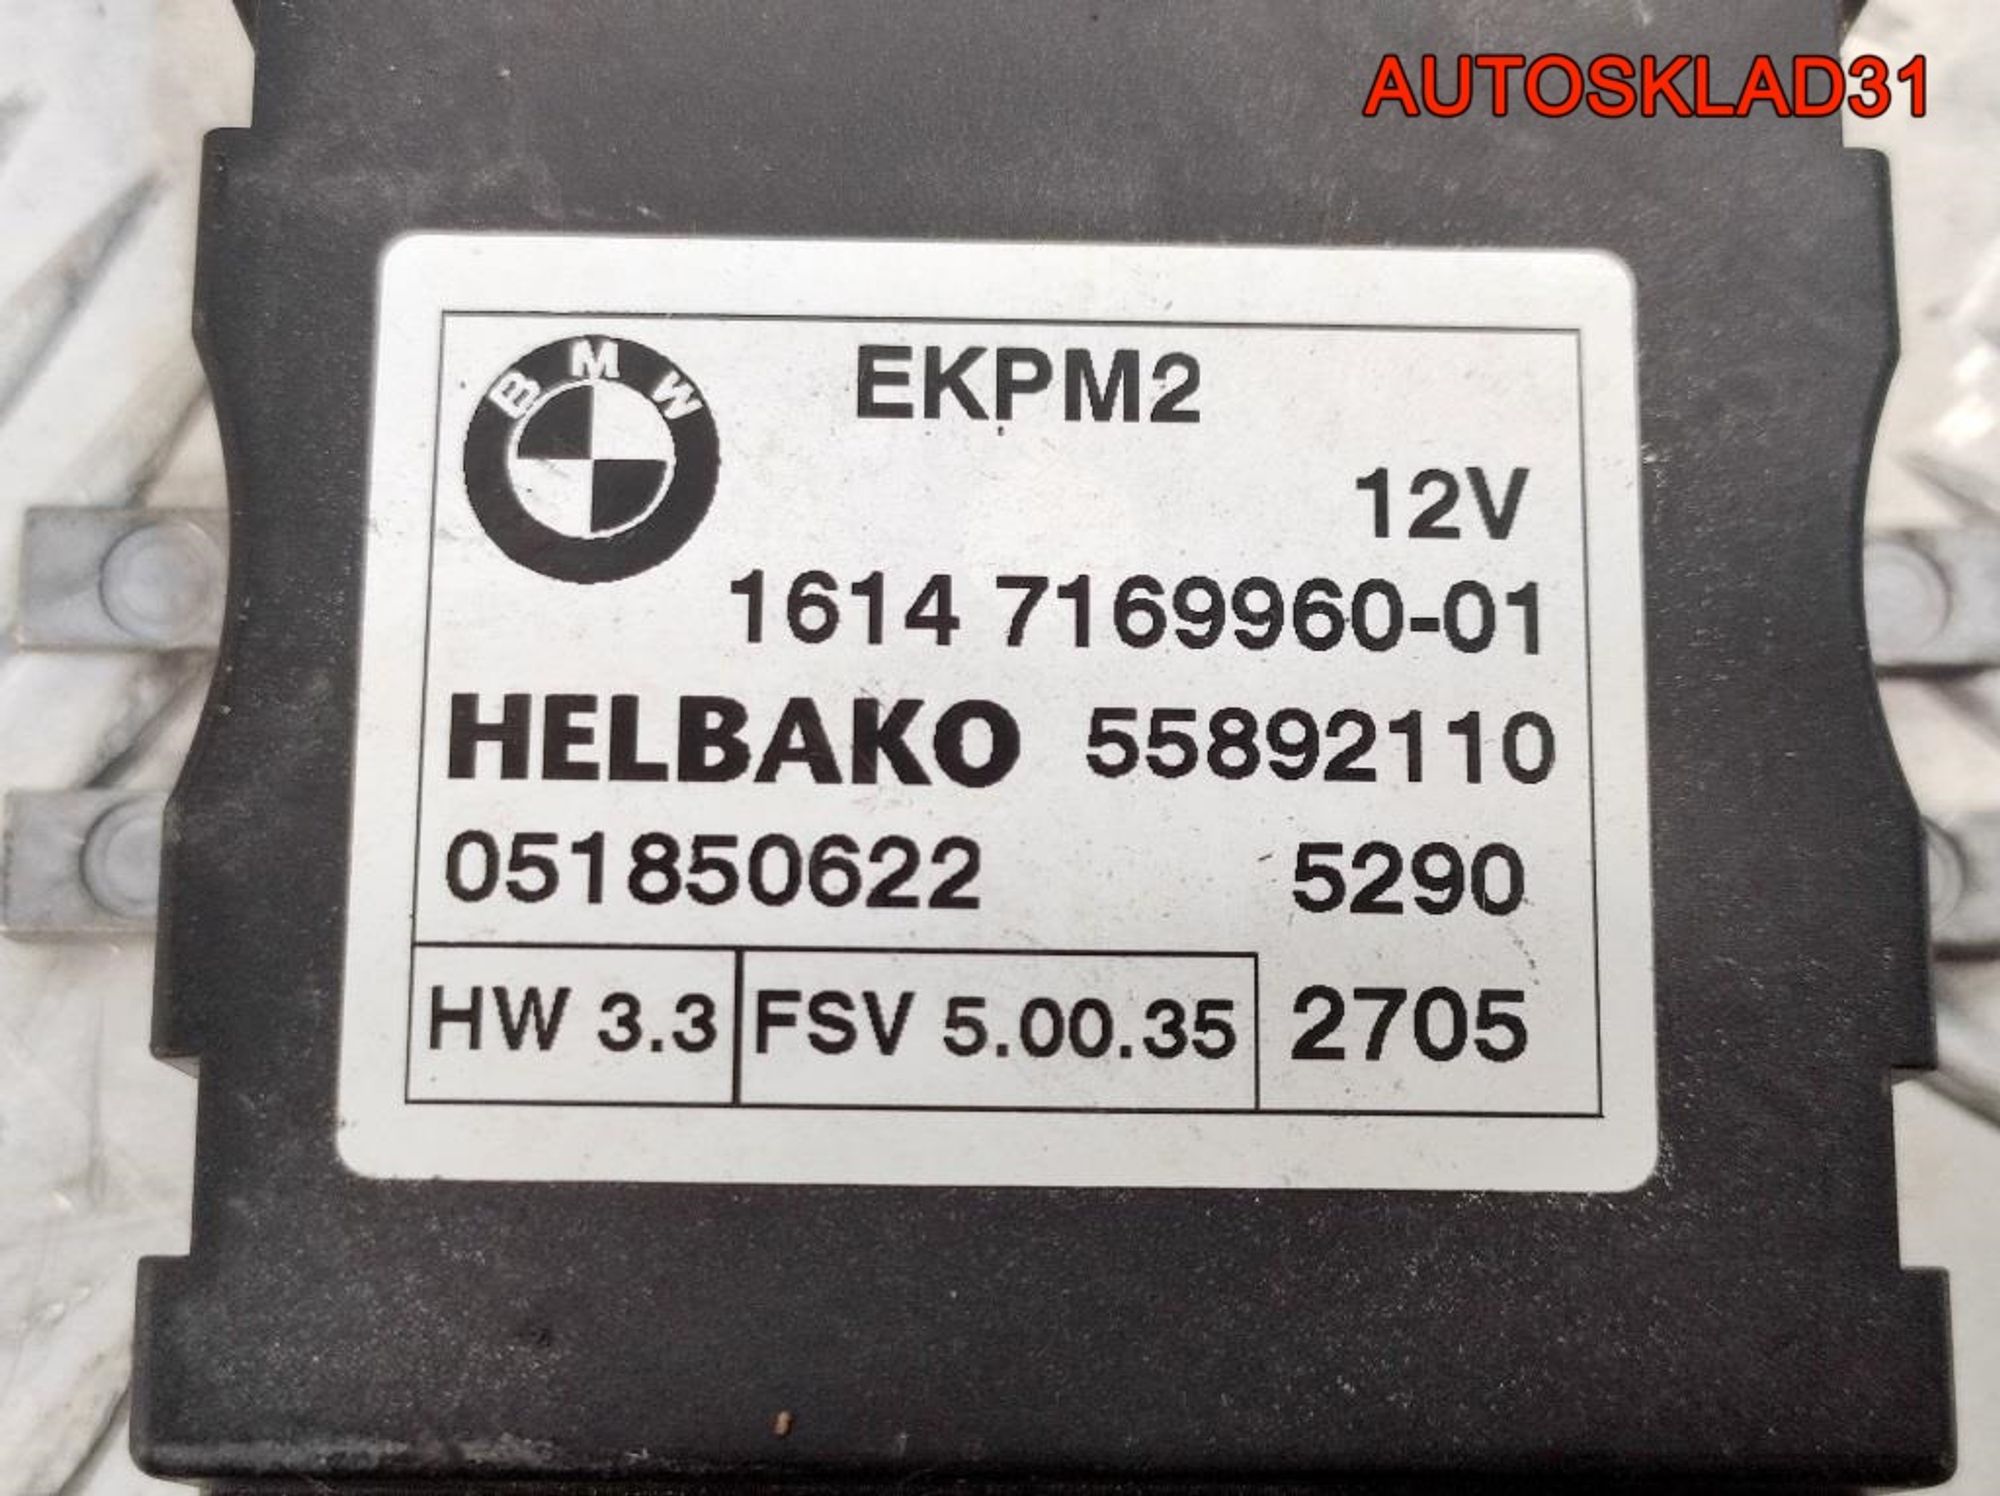 AUTOSKLAD31
BMW
EKPM2
12V
1614 7169960-01
HELBAKO 55892110
051850622 5290
HW 3.3 FSV 5.00.35 2705